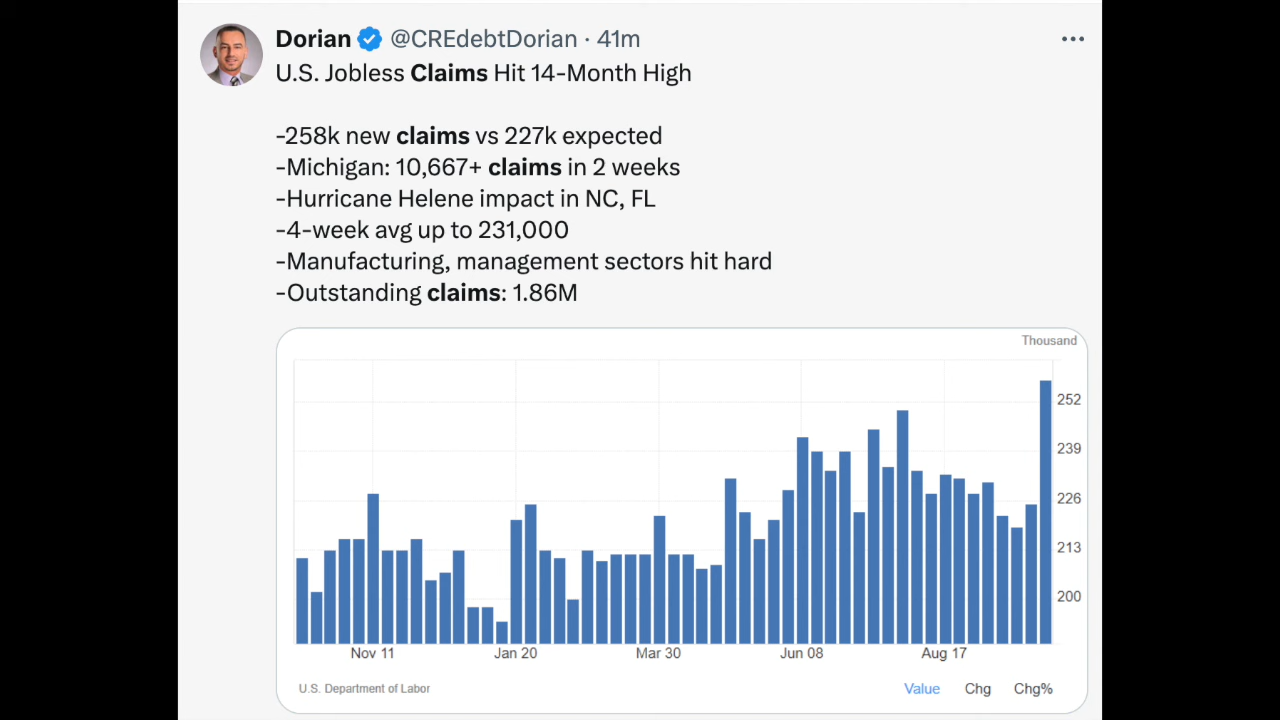 Dorian @CREdebtDorian · 41m
U.S. Jobless Claims Hit 14-Month High
-258k new claims vs 227k expected
-Michigan: 10,667+ claims in 2 weeks
-Hurricane Helene impact in NC, FL
-4-week avg up to 231,000
-Manufacturing, management sectors hit hard
-Outstanding claims: 1.86M
Thousand
252
239
226
213
200
Nov 11 Jan 20 Mar 30 Jun 08 Aug 17
U.S. Department of Labor Value Chg Chg%